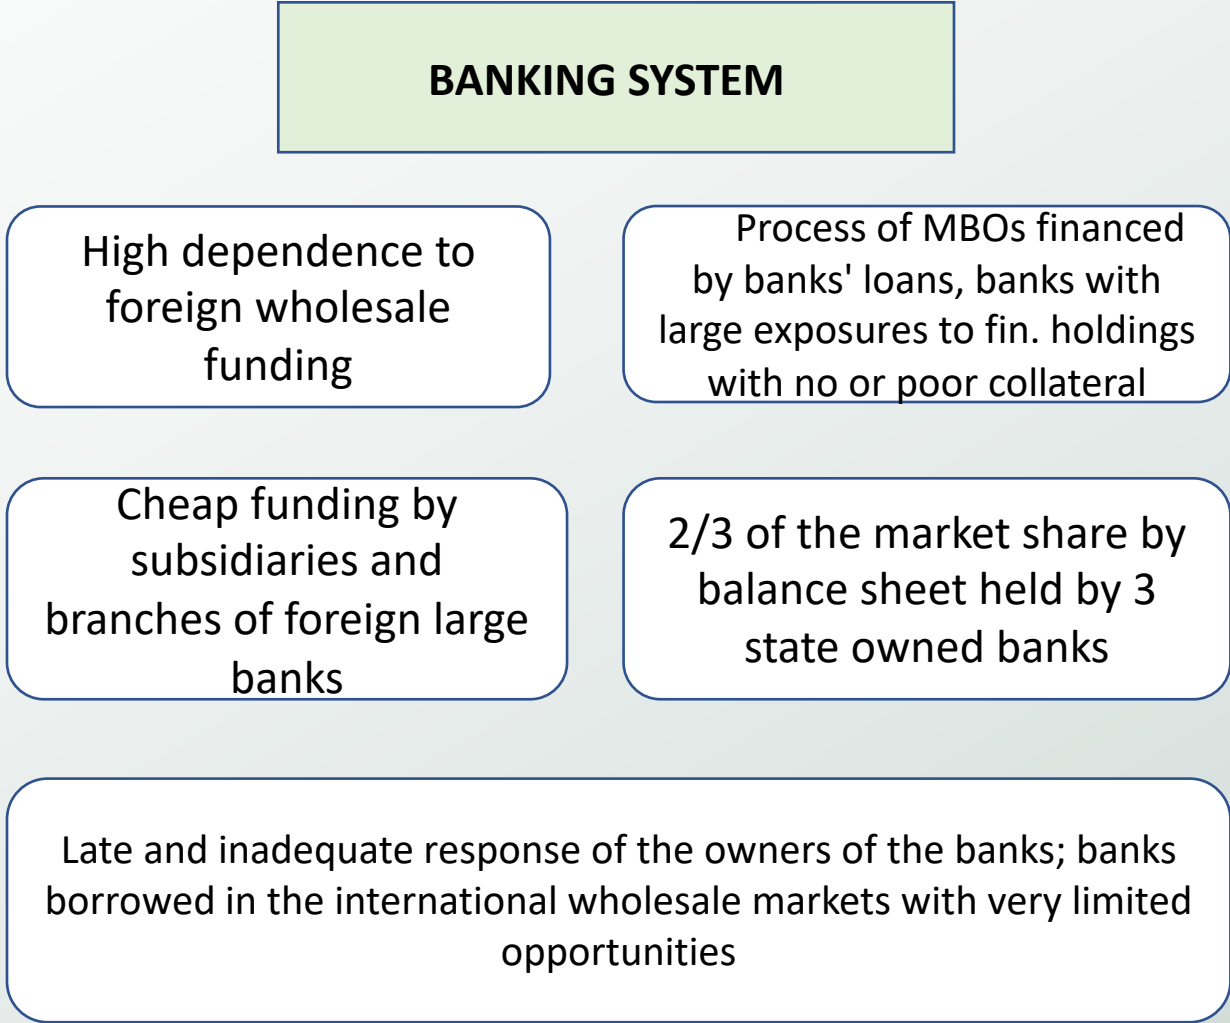 BANKING SYSTEM
High dependence to
foreign wholesale
funding
Process of MBOs financed
by banks' loans, banks with
large exposures to fin. holdings
with no or poor collateral
Cheap funding by
subsidiaries and
branches of foreign large
banks
2/3 of the market share by
balance sheet held by 3
state owned banks
Late and inadequate response of the owners of the banks; banks
borrowed in the international wholesale markets with very limited
opportunities